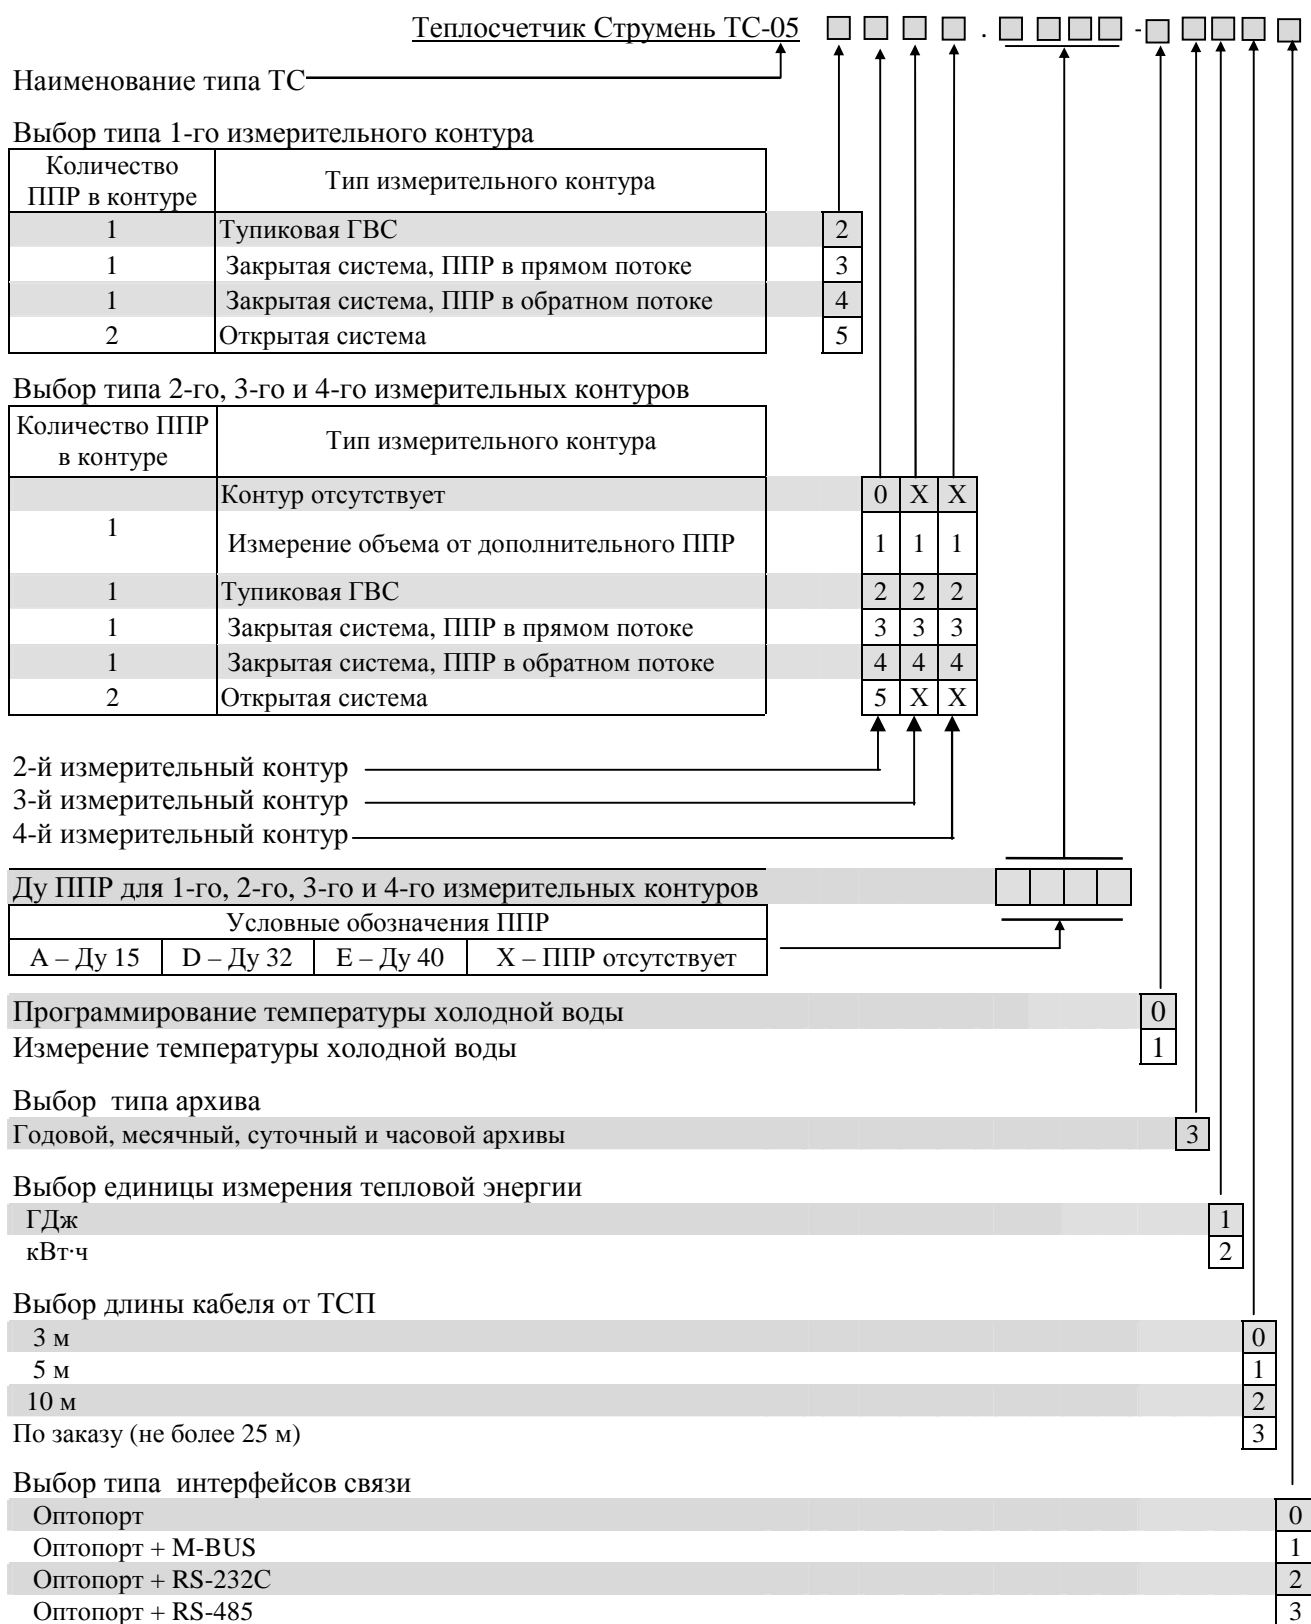 Теплосчетчик Струмень ТС-05 . -
Наименование типа ТС
Выбор типа 1-го измерительного контура
Количество ППР в контуре Тип измерительного контура
1 Тупиковая ГВС 2
1 Закрытая система, ППР в прямом потоке 3
1 Закрытая система, ППР в обратном потоке 4
2 Открытая система 5
Выбор типа 2-го, 3-го и 4-го измерительных контуров
Количество ППР в контуре Тип измерительного контура
Контур отсутствует 0 X X
1 Измерение объема от дополнительного ППР 1 1 1
1 Тупиковая ГВС 2 2 2
1 Закрытая система, ППР в прямом потоке 3 3 3
1 Закрытая система, ППР в обратном потоке 4 4 4
2 Открытая система 5 X X
2-й измерительный контур
3-й измерительный контур
4-й измерительный контур
Ду ППР для 1-го, 2-го, 3-го и 4-го измерительных контуров
Условные обозначения ППР
A – Ду 15 D – Ду 32 E – Ду 40 X – ППР отсутствует
Программирование температуры холодной воды 0
Измерение температуры холодной воды 1
Выбор типа архива
Годовой, месячный, суточный и часовой архивы 3
Выбор единицы измерения тепловой энергии
ГДж 1
кВт·ч 2
Выбор длины кабеля от ТСП
3 м 0
5 м 1
10 м 2
По заказу (не более 25 м) 3
Выбор типа интерфейсов связи
Оптопорт 0
Оптопорт + M-BUS 1
Оптопорт + RS-232C 2
Оптопорт + RS-485 3